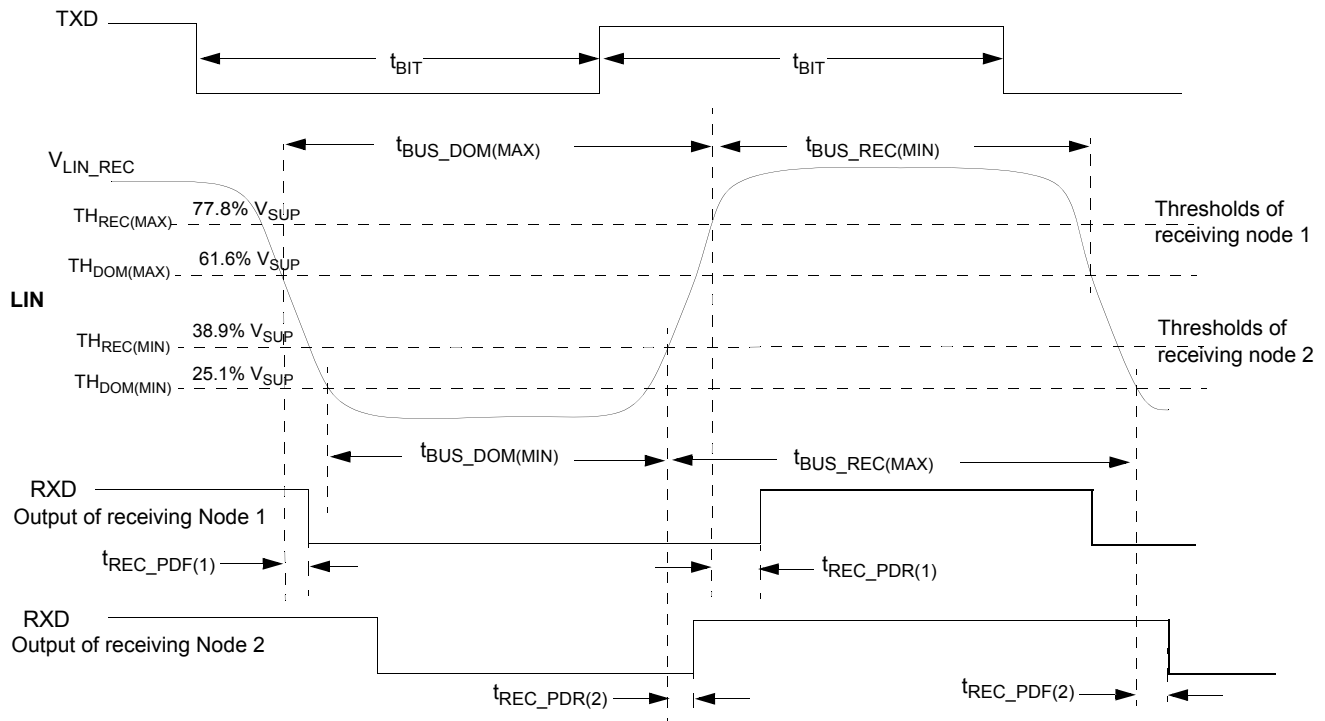 TXD
tBIT
tBIT
tBUS_DOM(MAX)
tBUS_REC(MIN)
VLIN_REC
THREC(MAX)
77.8% VSUP
Thresholds of
receiving node 1
THDOM(MAX)
61.6% VSUP
LIN
THREC(MIN)
38.9% VSUP
Thresholds of
receiving node 2
THDOM(MIN)
25.1% VSUP
tBUS_DOM(MIN)
tBUS_REC(MAX)
RXD
Output of receiving Node 1
tREC_PDF(1)
tREC_PDR(1)
RXD
Output of receiving Node 2
tREC_PDR(2)
tREC_PDF(2)